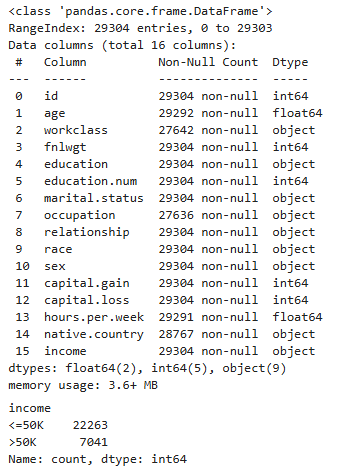 <class 'pandas.core.frame.DataFrame'>
RangeIndex: 29304 entries, 0 to 29303
Data columns (total 16 columns):
 #   Column          Non-Null Count  Dtype
---  ------          --------------  -----
 0   id              29304 non-null  int64
 1   age             29292 non-null  float64
 2   workclass       27642 non-null  object
 3   fnlwgt          29304 non-null  int64
 4   education       29304 non-null  object
 5   education.num   29304 non-null  int64
 6   marital.status  29304 non-null  object
 7   occupation      27636 non-null  object
 8   relationship    29304 non-null  object
 9   race            29304 non-null  object
 10  sex             29304 non-null  object
 11  capital.gain    29304 non-null  int64
 12  capital.loss    29304 non-null  int64
 13  hours.per.week  29291 non-null  float64
 14  native.country  28767 non-null  object
 15  income          29304 non-null  object
dtypes: float64(2), int64(5), object(9)
memory usage: 3.6+ MB
income
<=50K    22263
>50K      7041
Name: count, dtype: int64